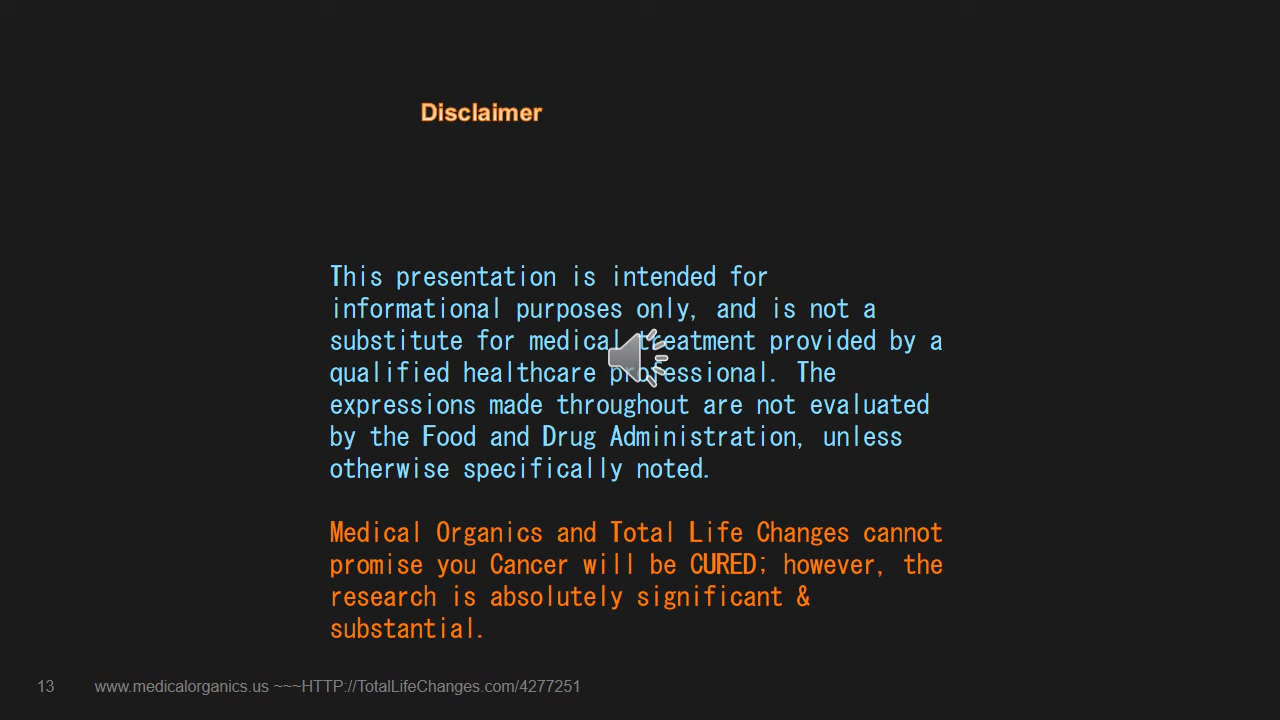 Disclaimer
This presentation is intended for
informational purposes only, and is not a
substitute for medical treatment provided by a
qualified healthcare professional. The
expressions made throughout are not evaluated
by the Food and Drug Administration, unless
otherwise specifically noted.
Medical Organics and Total Life Changes cannot
promise you Cancer will be CURED; however, the
research is absolutely significant &
substantial.
13 www.medicalorganics.us ~~~HTTP://TotalLifeChanges.com/4277251